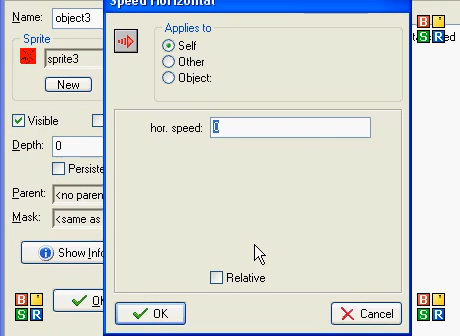 Speed Horizontal
Name: object3
Applies to
Sprite
Self
sprite3
Other
Object:
New
Visible
hor. speed: 0
Depth: 0
Persiste
Parent: <no paren
Mask: <same as
Show Info
Relative
OK
OK
Cancel
B
S R
B
S R
B
S R